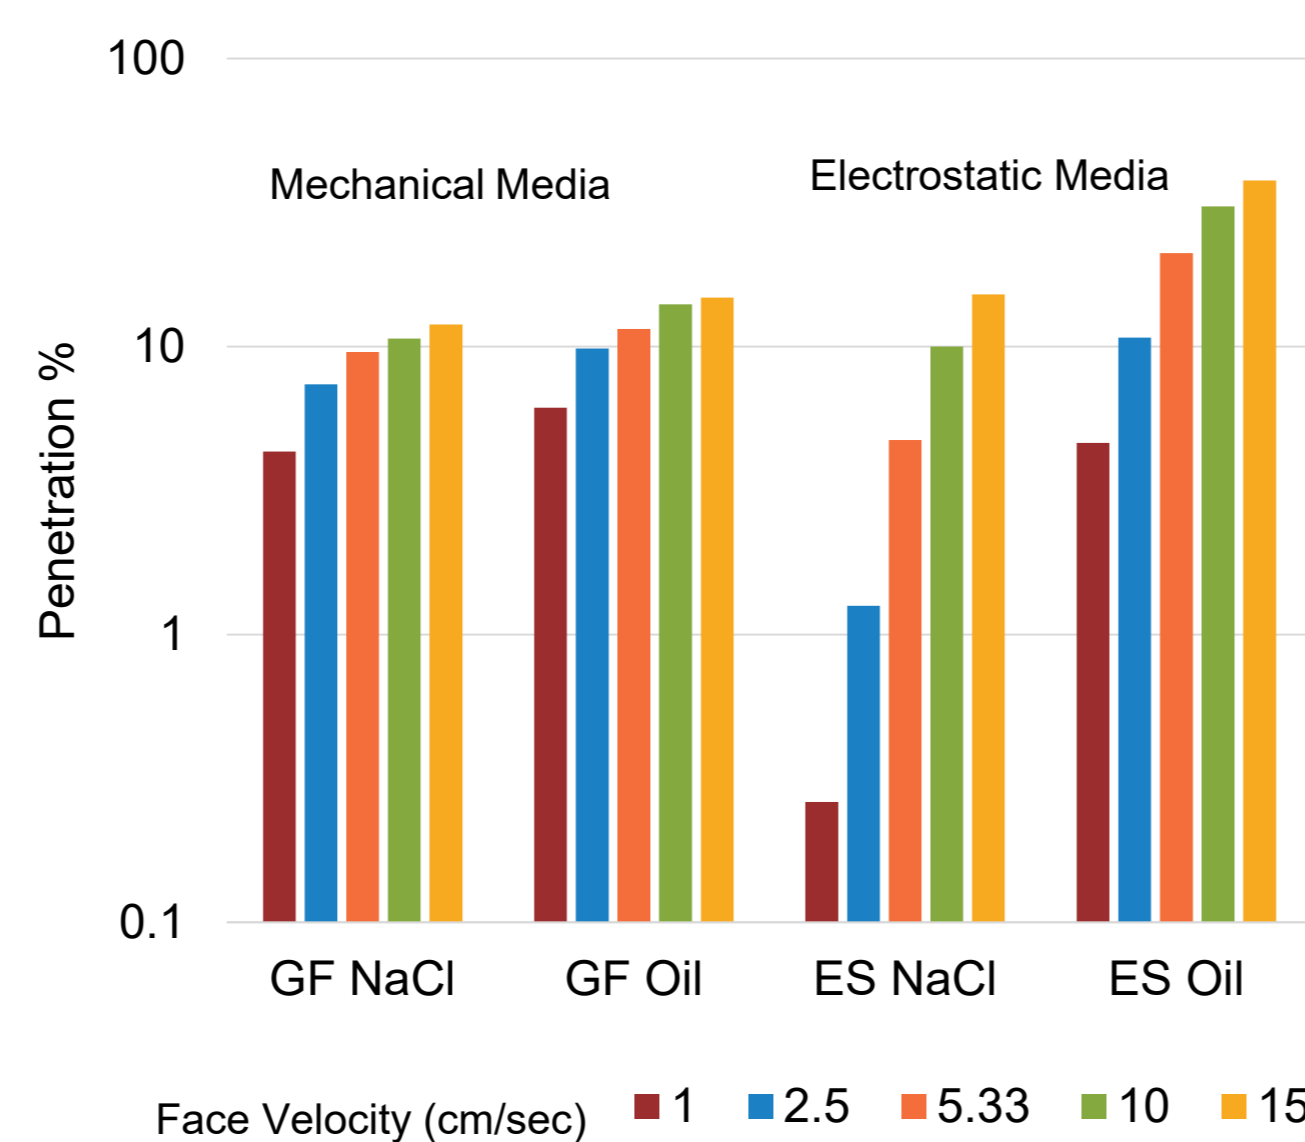 100
Mechanical Media
Electrostatic Media
10
Penetration %
1
0.1
GF NaCl
GF Oil
ES NaCl
ES Oil
Face Velocity (cm/sec) 1 2.5 5.33 10 15